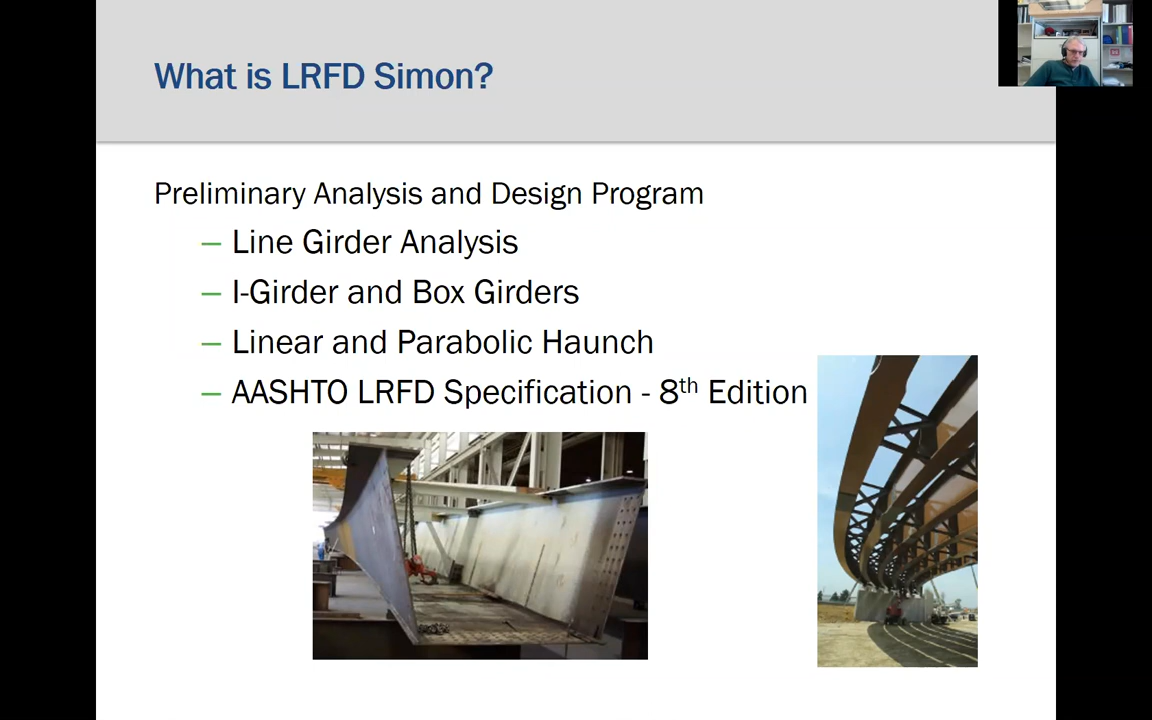 What is LRFD Simon?
Preliminary Analysis and Design Program
– Line Girder Analysis
– I-Girder and Box Girders
– Linear and Parabolic Haunch
– AASHTO LRFD Specification - 8th Edition